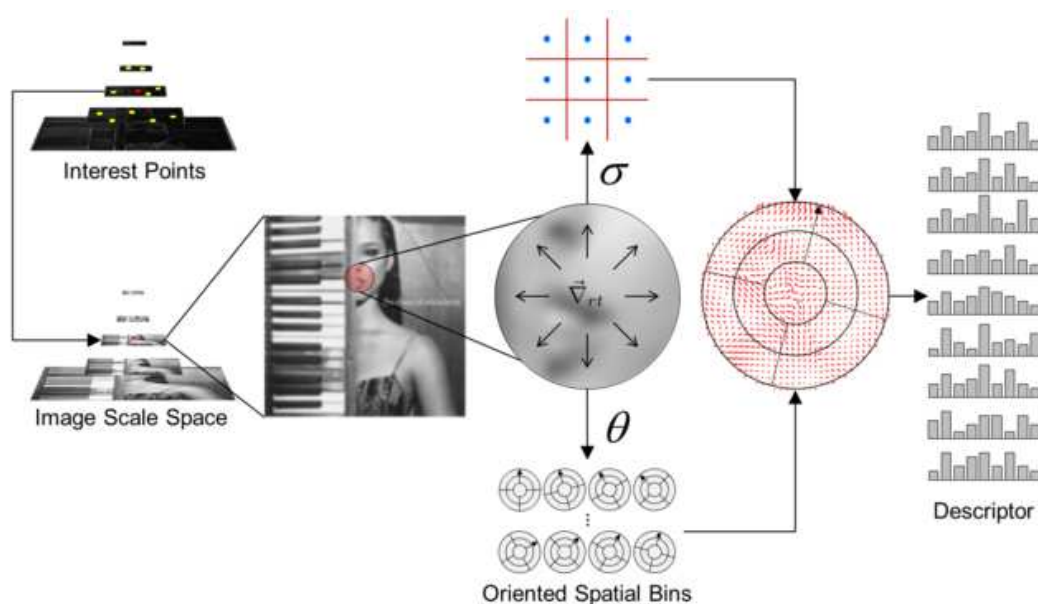 Interest Points
Image Scale Space
σ
∇⃗rt
θ
⋮
Oriented Spatial Bins
Descriptor